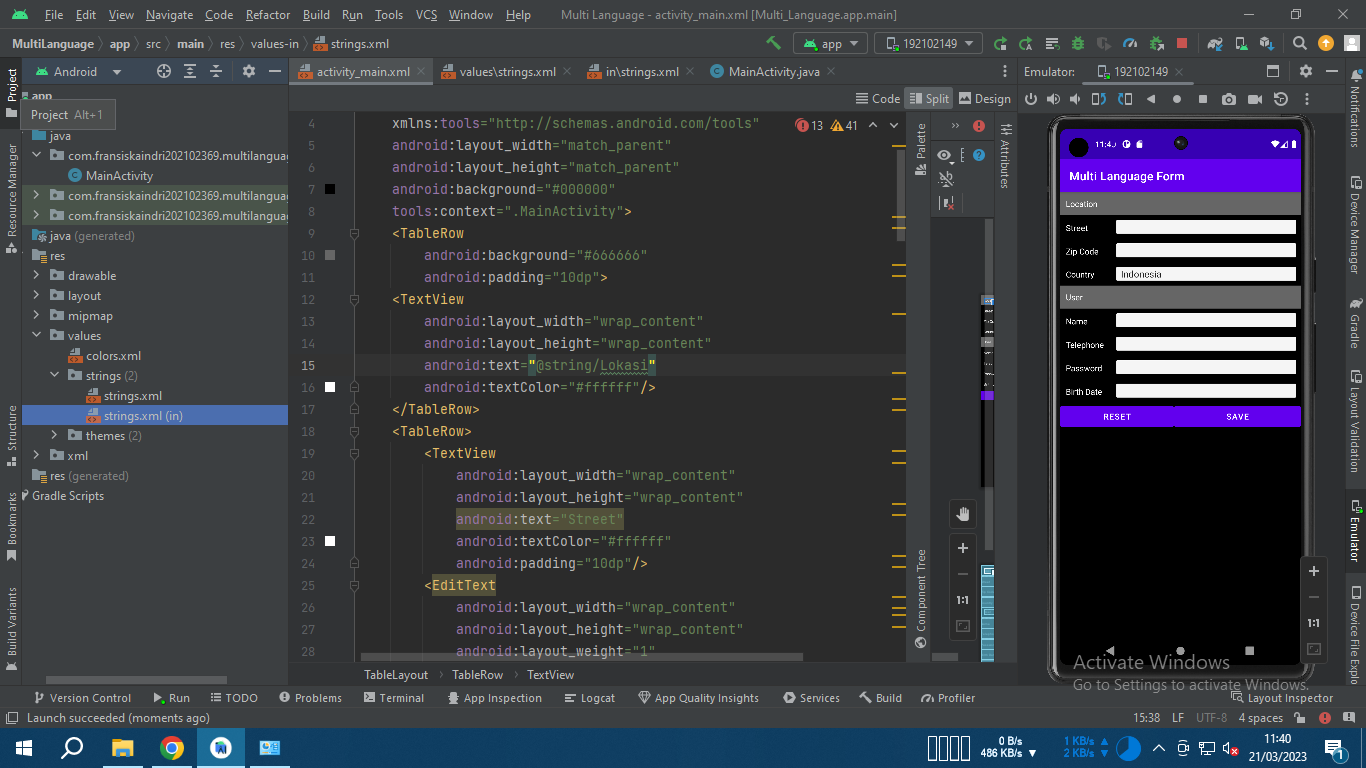 File Edit View Navigate Code Refactor Build Run Tools VCS Window Help Multi Language - activity_main.xml [Multi_Language.app.main]
MultiLanguage app src main res values-in strings.xml app 192102149
Project
Resource Manager
Structure
Bookmarks
Build Variants
Android
app
Project Alt+1
java
com.fransiskaindri202102369.multilangua
MainActivity
com.fransiskaindri202102369.multilangua
com.fransiskaindri202102369.multilangua
java (generated)
res
drawable
layout
mipmap
values
colors.xml
strings (2)
strings.xml
strings.xml (in)
themes (2)
xml
res (generated)
Gradle Scripts
activity_main.xml values\strings.xml in\strings.xml MainActivity.java
Code Split Design
13 41
4 xmlns:tools="http://schemas.android.com/tools"
5 android:layout_width="match_parent"
6 android:layout_height="match_parent"
7 android:background="#000000"
8 tools:context=".MainActivity">
9 <TableRow
10 android:background="#666666"
11 android:padding="10dp">
12 <TextView
13 android:layout_width="wrap_content"
14 android:layout_height="wrap_content"
15 android:text="@string/Lokasi"
16 android:textColor="#ffffff"/>
17 </TableRow>
18 <TableRow>
19 <TextView
20 android:layout_width="wrap_content"
21 android:layout_height="wrap_content"
22 android:text="Street"
23 android:textColor="#ffffff"
24 android:padding="10dp"/>
25 <EditText
26 android:layout_width="wrap_content"
27 android:layout_height="wrap_content"
28 android:layout_weight="1"
TableLayout TableRow TextView
Palette
Component Tree
Attributes
1:1
Emulator: 192102149
11:40
Multi Language Form
Location
Street
Zip Code
Country Indonesia
User
Name
Telephone
Password
Birth Date
RESET SAVE
1:1
Activate Windows
Go to Settings to activate Windows.
Notifications
Device Manager
Gradle
Layout Validation
Emulator
Device File Explo
Version Control Run TODO Problems Terminal App Inspection Logcat App Quality Insights Services Build Profiler Layout Inspector
Launch succeeded (moments ago) 15:38 LF UTF-8 4 spaces
0 B/s
486 KB/s
1 KB/s
2 KB/s
11:40
21/03/2023
1